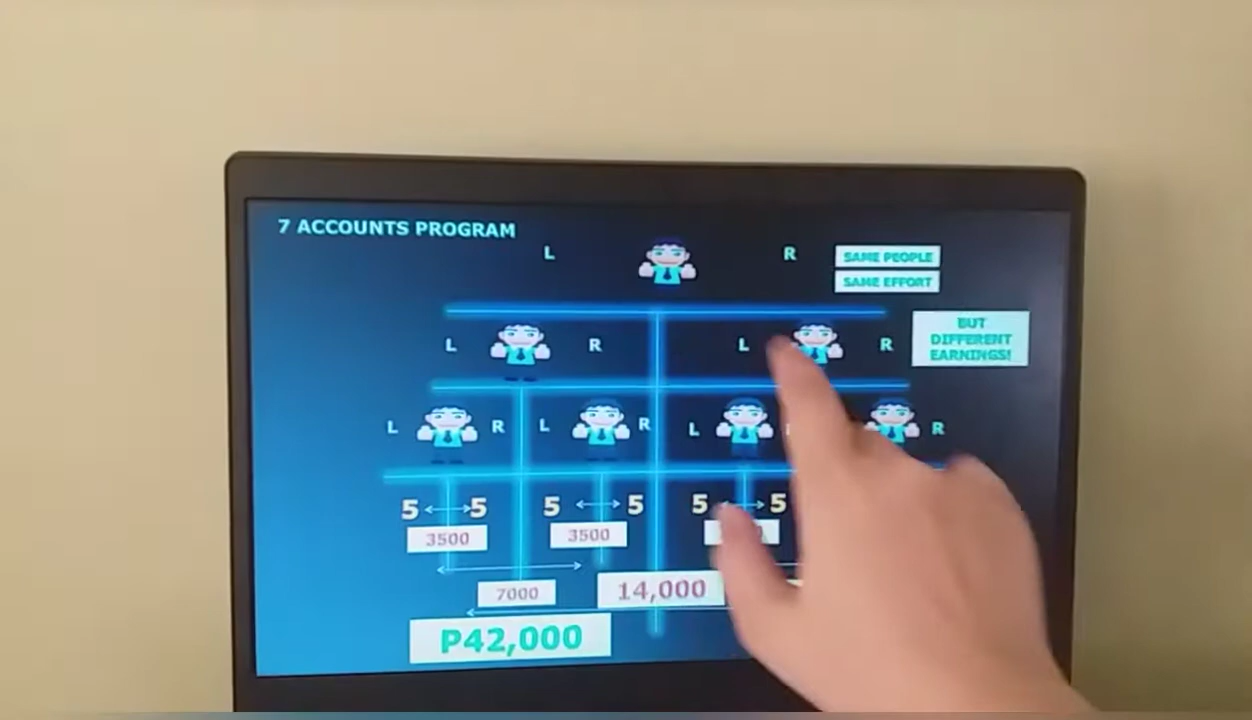 7 ACCOUNTS PROGRAM
L R
SAME PEOPLE
SAME EFFORT
BUT
DIFFERENT
EARNINGS!
L R L R
L R L R L R
5 5 5 5 5 5
3500 3500
7000 14,000
P42,000